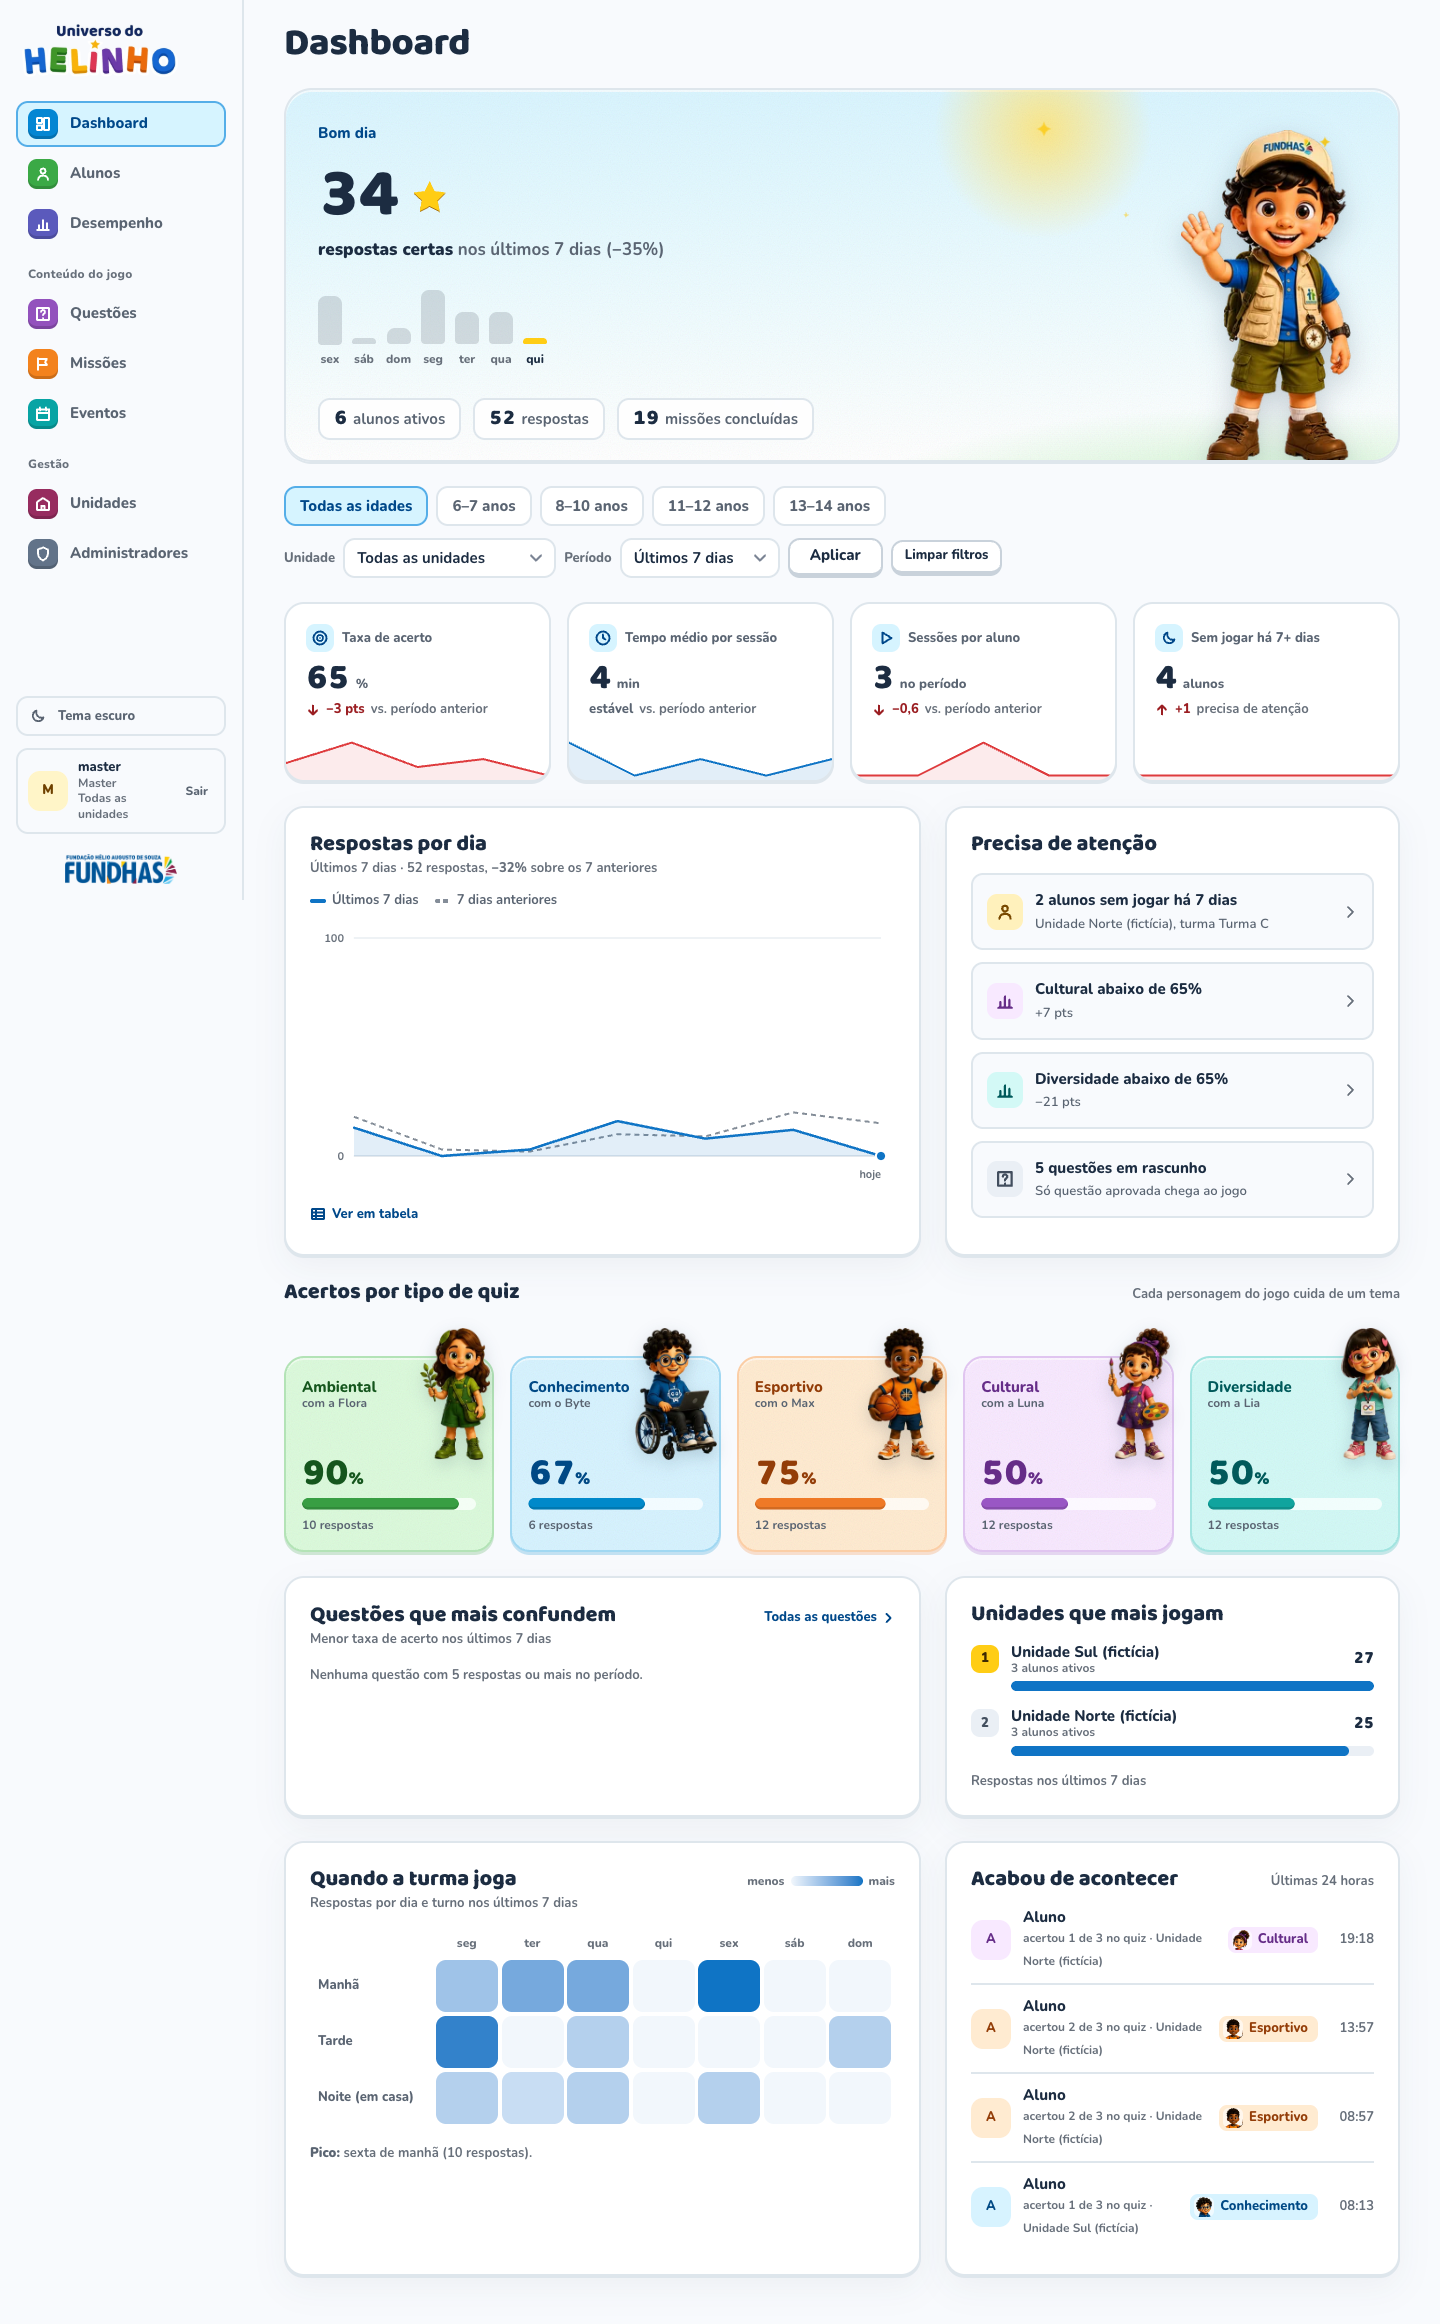 Universo do
HELINHO
Dashboard
Alunos
Desempenho
Conteúdo do jogo
Questões
Missões
Eventos
Gestão
Unidades
Administradores
Tema escuro
M
master
Master
Todas as
unidades
Sair
FUNDAÇÃO HÉLIO AUGUSTO DE SOUZA
FUNDHAS
Dashboard
Bom dia
34
respostas certas nos últimos 7 dias (−35%)
sex sáb dom seg ter qua qui
6 alunos ativos
52 respostas
19 missões concluídas
FUNDHAS
Todas as idades
6–7 anos
8–10 anos
11–12 anos
13–14 anos
Unidade
Todas as unidades
Período
Últimos 7 dias
Aplicar
Limpar filtros
Taxa de acerto
65 %
−3 pts vs. período anterior
Tempo médio por sessão
4 min
estável vs. período anterior
Sessões por aluno
3 no período
−0,6 vs. período anterior
Sem jogar há 7+ dias
4 alunos
+1 precisa de atenção
Respostas por dia
Últimos 7 dias · 52 respostas, −32% sobre os 7 anteriores
Últimos 7 dias
7 dias anteriores
100
0
hoje
Ver em tabela
Precisa de atenção
2 alunos sem jogar há 7 dias
Unidade Norte (fictícia), turma Turma C
Cultural abaixo de 65%
+7 pts
Diversidade abaixo de 65%
−21 pts
5 questões em rascunho
Só questão aprovada chega ao jogo
Acertos por tipo de quiz
Cada personagem do jogo cuida de um tema
Ambiental
com a Flora
90%
10 respostas
Conhecimento
com o Byte
67%
6 respostas
Esportivo
com o Max
75%
12 respostas
Cultural
com a Luna
50%
12 respostas
Diversidade
com a Lia
50%
12 respostas
Questões que mais confundem
Todas as questões
Menor taxa de acerto nos últimos 7 dias
Nenhuma questão com 5 respostas ou mais no período.
Unidades que mais jogam
1
Unidade Sul (fictícia)
3 alunos ativos
27
2
Unidade Norte (fictícia)
3 alunos ativos
25
Respostas nos últimos 7 dias
Quando a turma joga
menos
mais
Respostas por dia e turno nos últimos 7 dias
seg ter qua qui sex sáb dom
Manhã
Tarde
Noite (em casa)
Pico: sexta de manhã (10 respostas).
Acabou de acontecer
Últimas 24 horas
A
Aluno
acertou 1 de 3 no quiz · Unidade
Norte (fictícia)
Cultural
19:18
A
Aluno
acertou 2 de 3 no quiz · Unidade
Norte (fictícia)
Esportivo
13:57
A
Aluno
acertou 2 de 3 no quiz · Unidade
Norte (fictícia)
Esportivo
08:57
A
Aluno
acertou 1 de 3 no quiz ·
Unidade Sul (fictícia)
Conhecimento
08:13